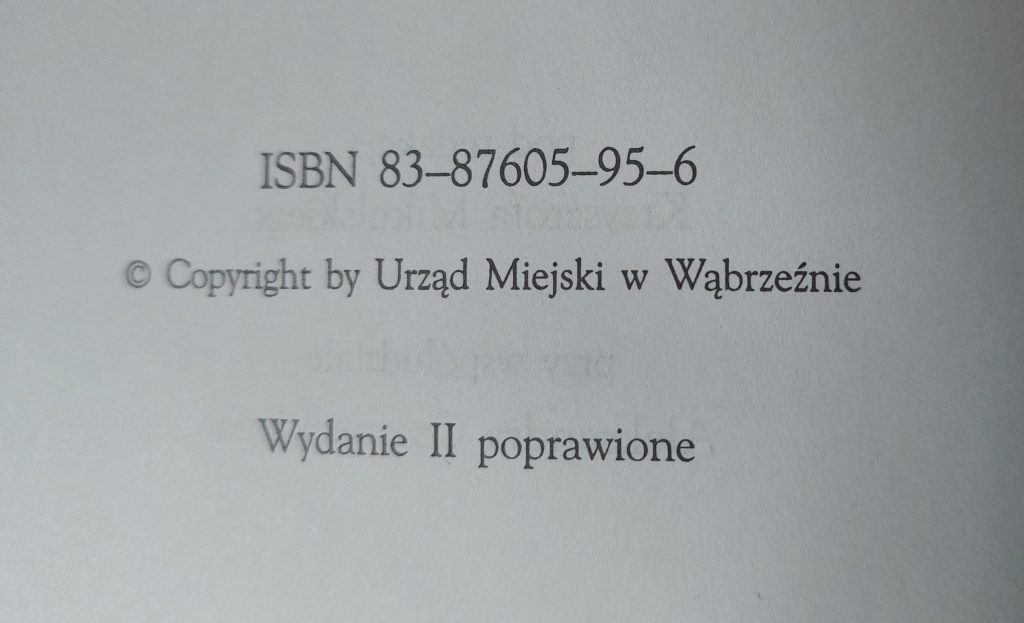 ISBN 83–87605–95–6
© Copyright by Urząd Miejski w Wąbrzeźnie
Wydanie II poprawione